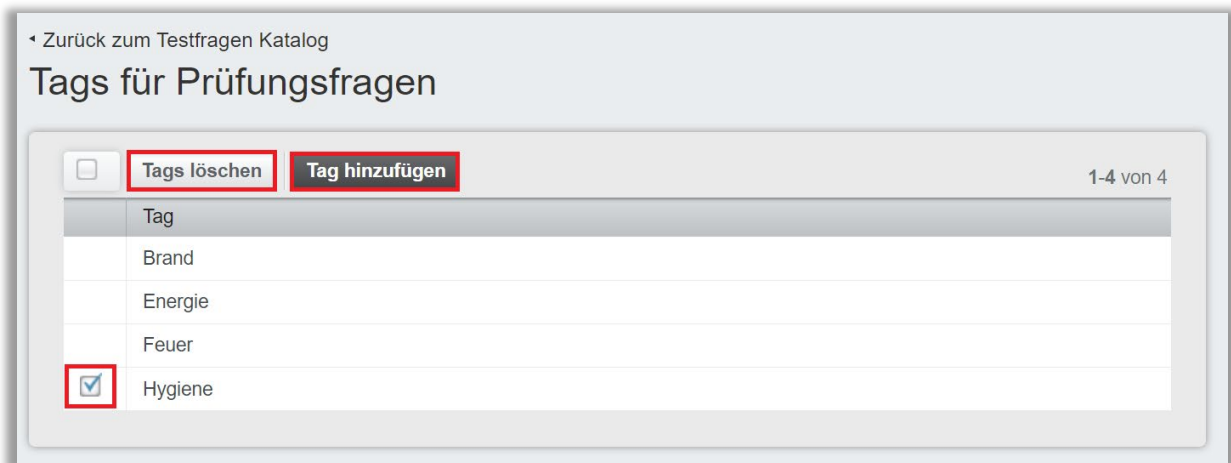 Zurück zum Testfragen Katalog
Tags für Prüfungsfragen
Tags löschen Tag hinzufügen 1-4 von 4
Tag
Brand
Energie
Feuer
Hygiene